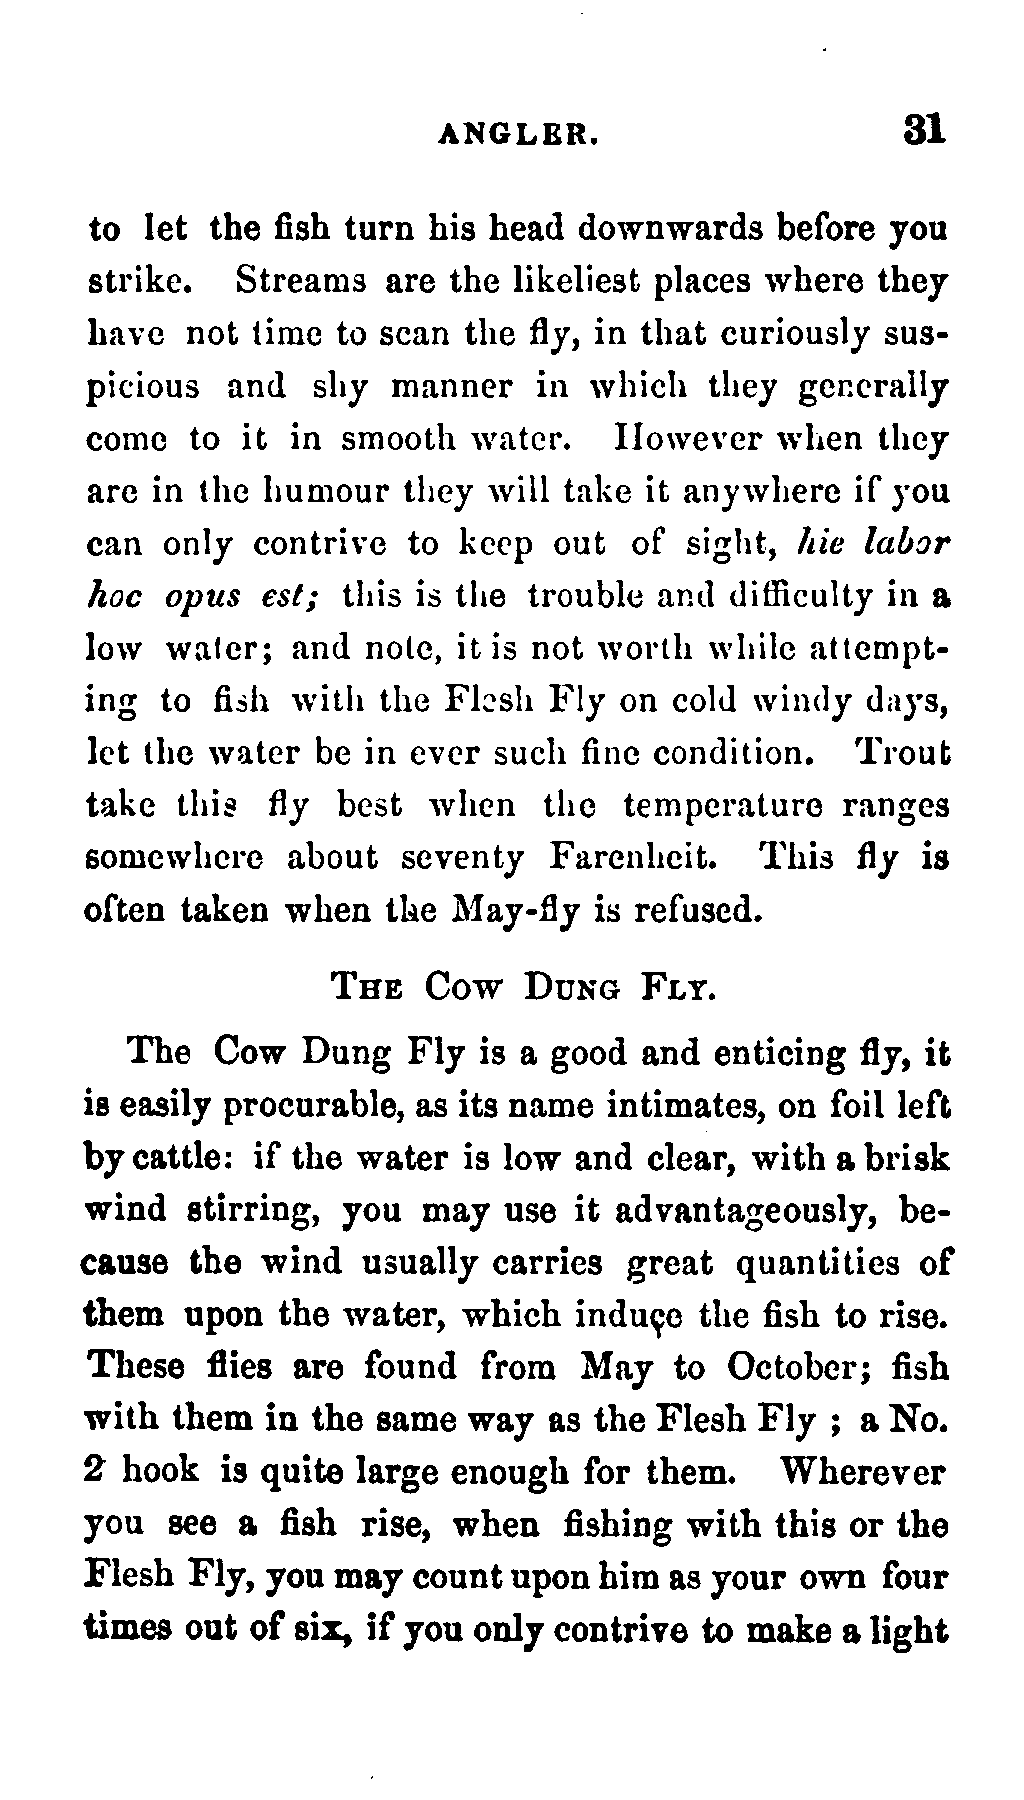 ANGLER. 31
to let the fish turn his head downwards before you
strike. Streams are the likeliest places where they
have not time to scan the fly, in that curiously sus-
picious and shy manner in which they generally
come to it in smooth water. However when they
are in the humour they will take it anywhere if you
can only contrive to keep out of sight, hie labor
hoc opus est; this is the trouble and difficulty in a
low water; and note, it is not worth while attempt-
ing to fish with the Flesh Fly on cold windy days,
let the water be in ever such fine condition. Trout
take this fly best when the temperature ranges
somewhere about seventy Farenheit. This fly is
often taken when the May-fly is refused.
THE COW DUNG FLY.
The Cow Dung Fly is a good and enticing fly, it
is easily procurable, as its name intimates, on foil left
by cattle: if the water is low and clear, with a brisk
wind stirring, you may use it advantageously, be-
cause the wind usually carries great quantities of
them upon the water, which induce the fish to rise.
These flies are found from May to October; fish
with them in the same way as the Flesh Fly ; a No.
2 hook is quite large enough for them. Wherever
you see a fish rise, when fishing with this or the
Flesh Fly, you may count upon him as your own four
times out of six, if you only contrive to make a light